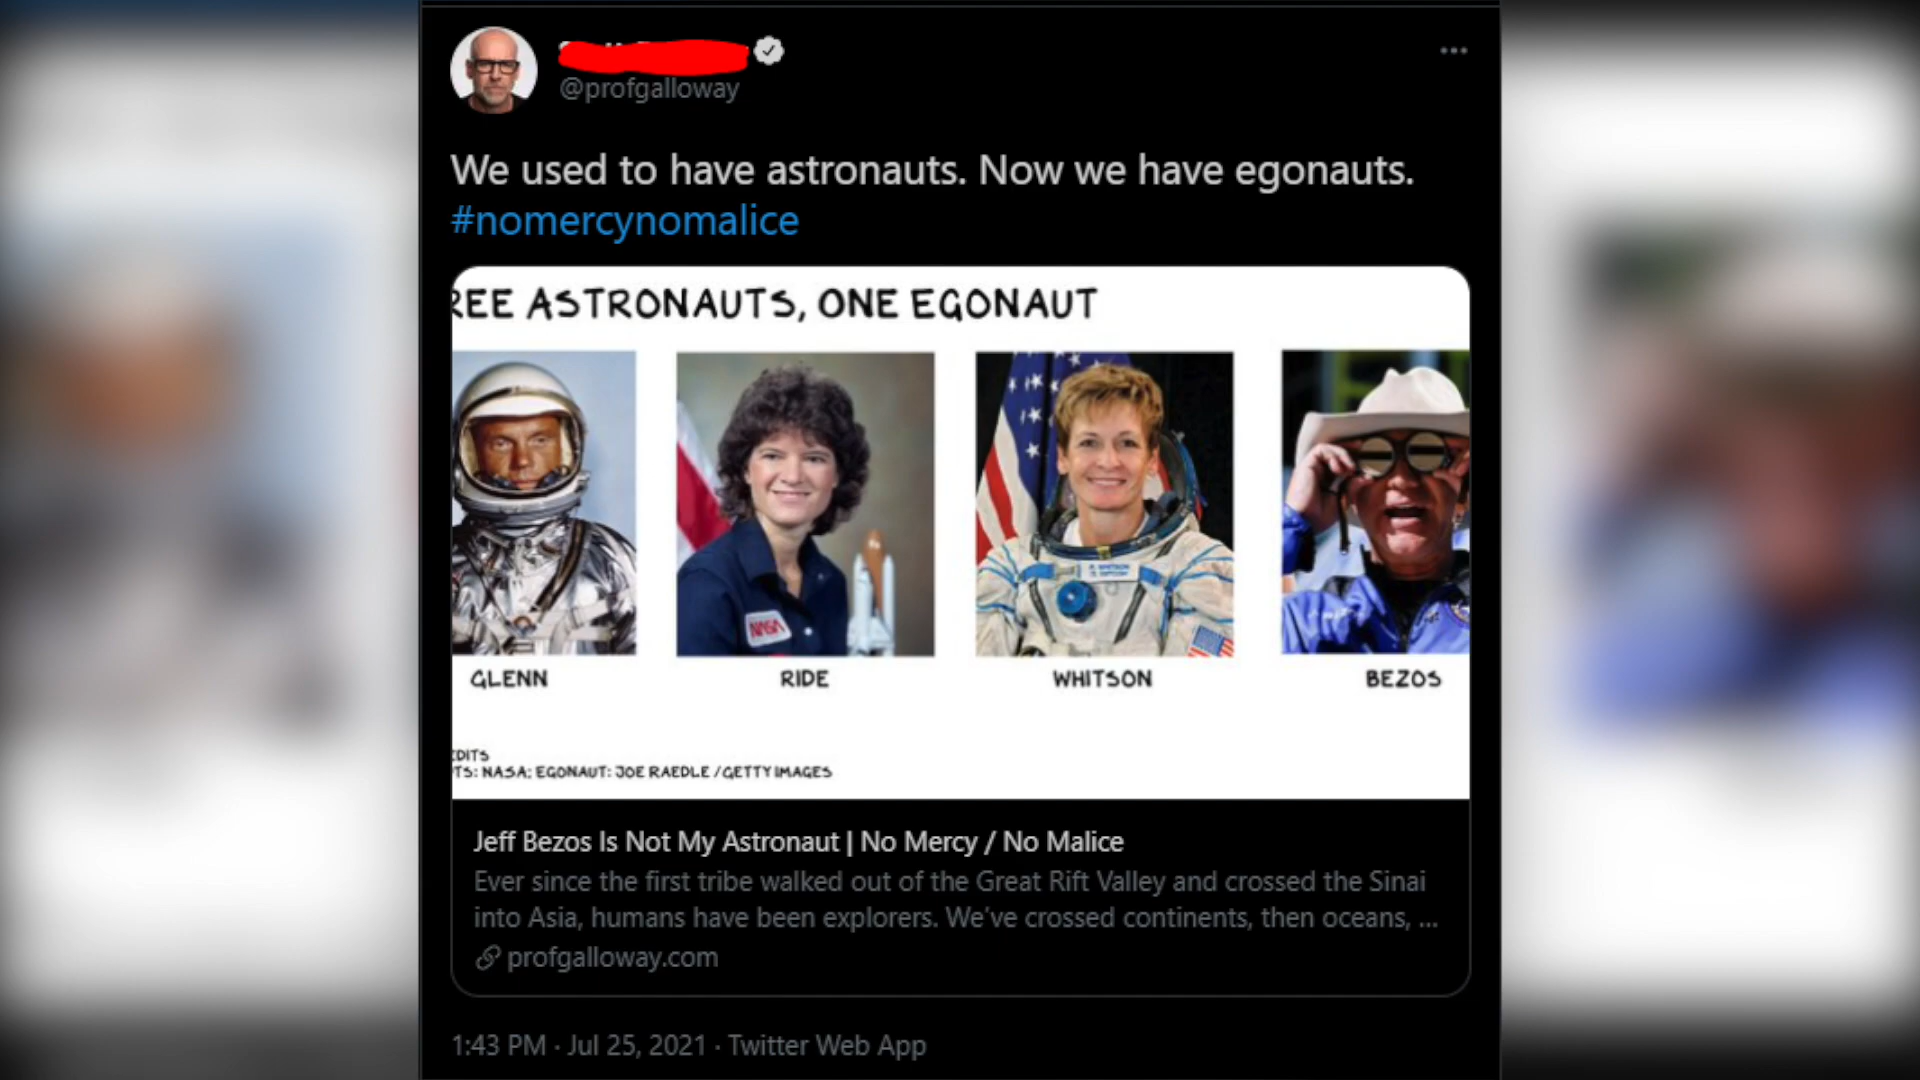 @profgalloway
We used to have astronauts. Now we have egonauts.
#nomercynomalice
REE ASTRONAUTS, ONE EGONAUT
NASA
GLENN
RIDE
WHITSON
BEZOS
EDITS
TS: NASA; EGONAUT: JOE RAEDLE / GETTY IMAGES
Jeff Bezos Is Not My Astronaut | No Mercy / No Malice
Ever since the first tribe walked out of the Great Rift Valley and crossed the Sinai
into Asia, humans have been explorers. We've crossed continents, then oceans, ...
profgalloway.com
1:43 PM · Jul 25, 2021 · Twitter Web App